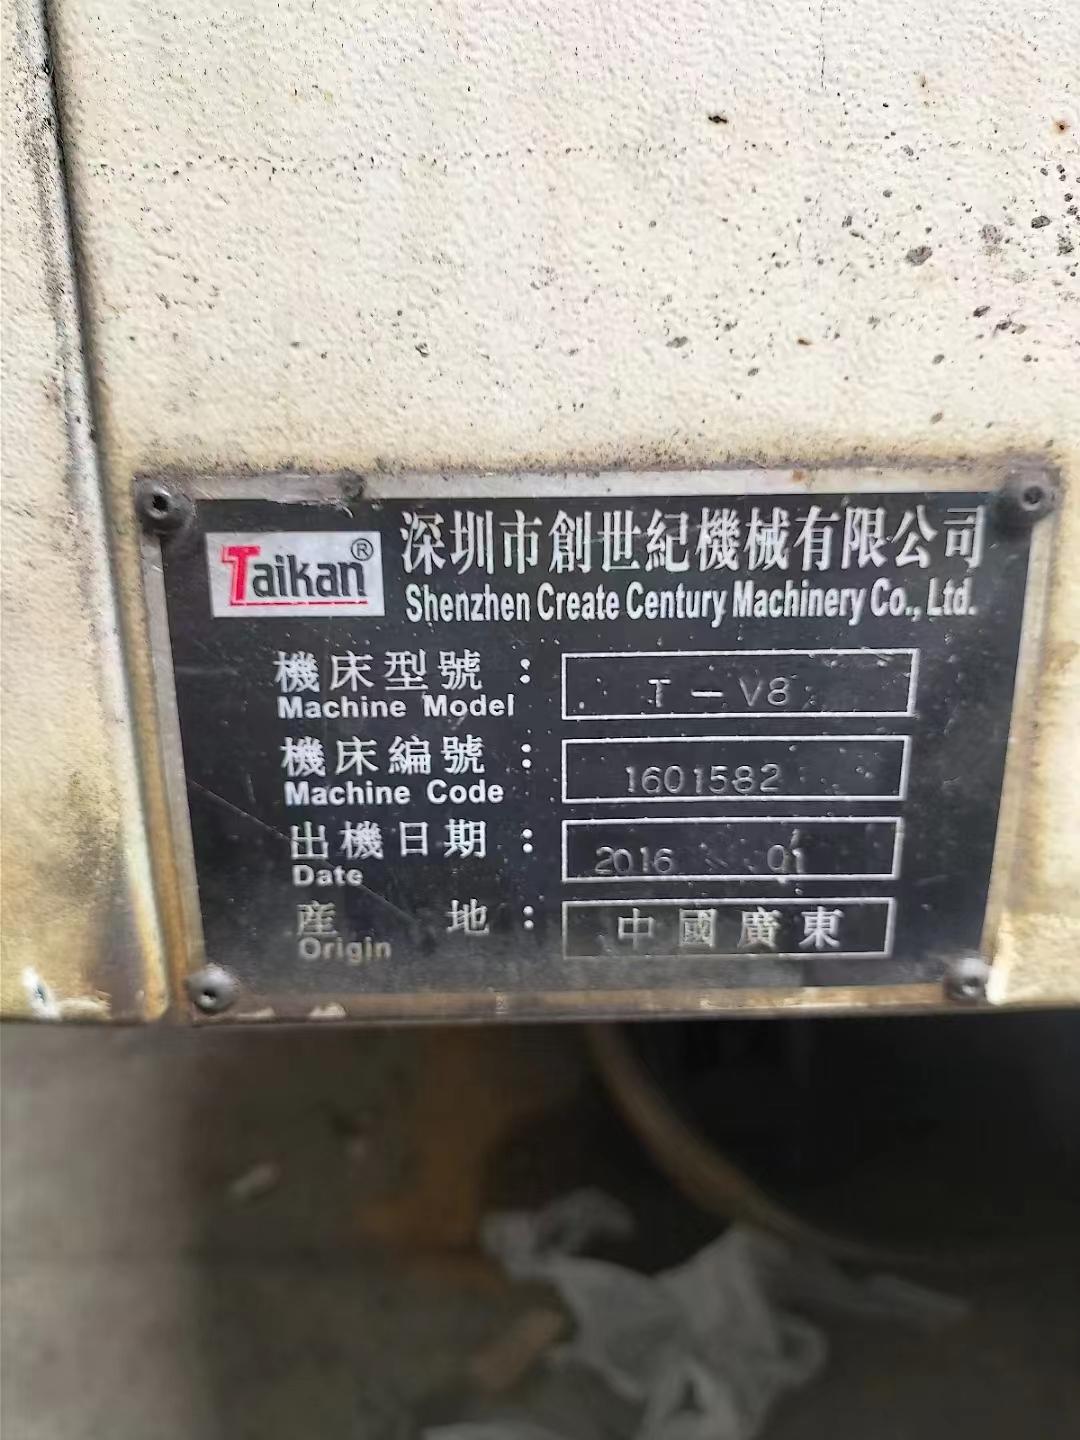 Taikan® 深圳市創世紀機械有限公司
Shenzhen Create Century Machinery Co., Ltd.
機床型號： T-V8
Machine Model
機床編號： 1601582
Machine Code
出機日期： 2016 01
Date
産地： 中國廣東
Origin